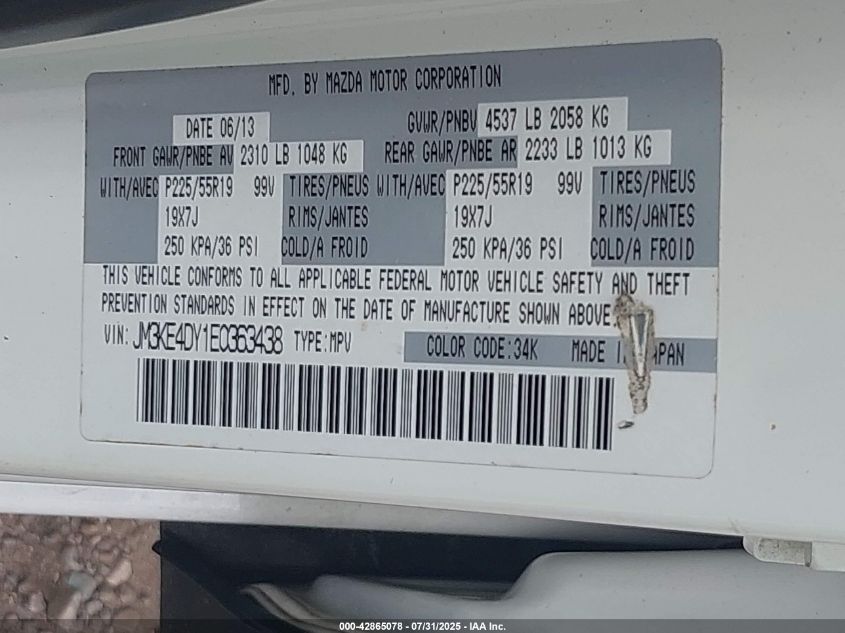 MFD. BY MAZDA MOTOR CORPORATION
DATE 06/13 GVWR/PNBV 4537 LB 2058 KG
FRONT GAWR/PNBE AV 2310 LB 1048 KG REAR GAWR/PNBE AR 2233 LB 1013 KG
WITH/AVEC P225/55R19 99V TIRES/PNEUS WITH/AVEC P225/55R19 99V TIRES/PNEUS
19X7J RIMS/JANTES 19X7J RIMS/JANTES
250 KPA/36 PSI COLD/A FROID 250 KPA/36 PSI COLD/A FROID
THIS VEHICLE CONFORMS TO ALL APPLICABLE FEDERAL MOTOR VEHICLE SAFETY AND THEFT
PREVENTION STANDARDS IN EFFECT ON THE DATE OF MANUFACTURE SHOWN ABOVE.
VIN: JM3KE4DY1E0363438 TYPE:MPV COLOR CODE:34K MADE IN JAPAN
000-42865078 - 07/31/2025 - IAA Inc.